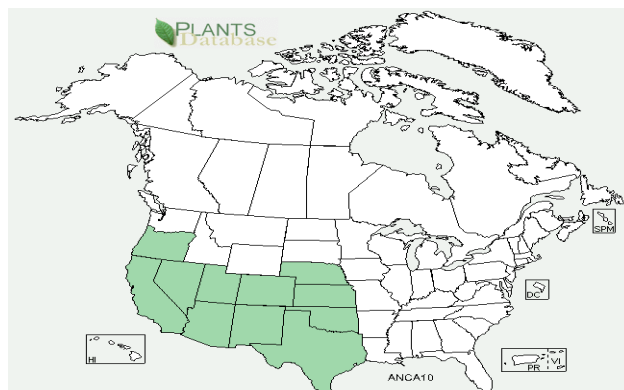 PLANTS
Database
SPM
DC
HI
PR
VI
ANCA10